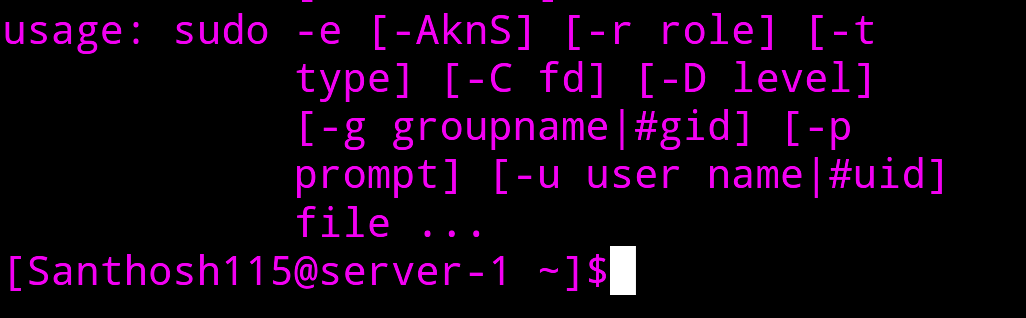 usage: sudo -e [-AknS] [-r role] [-t
type] [-C fd] [-D level]
[-g groupname|#gid] [-p
prompt] [-u user name|#uid]
file ...
[Santhosh115@server-1 ~]$